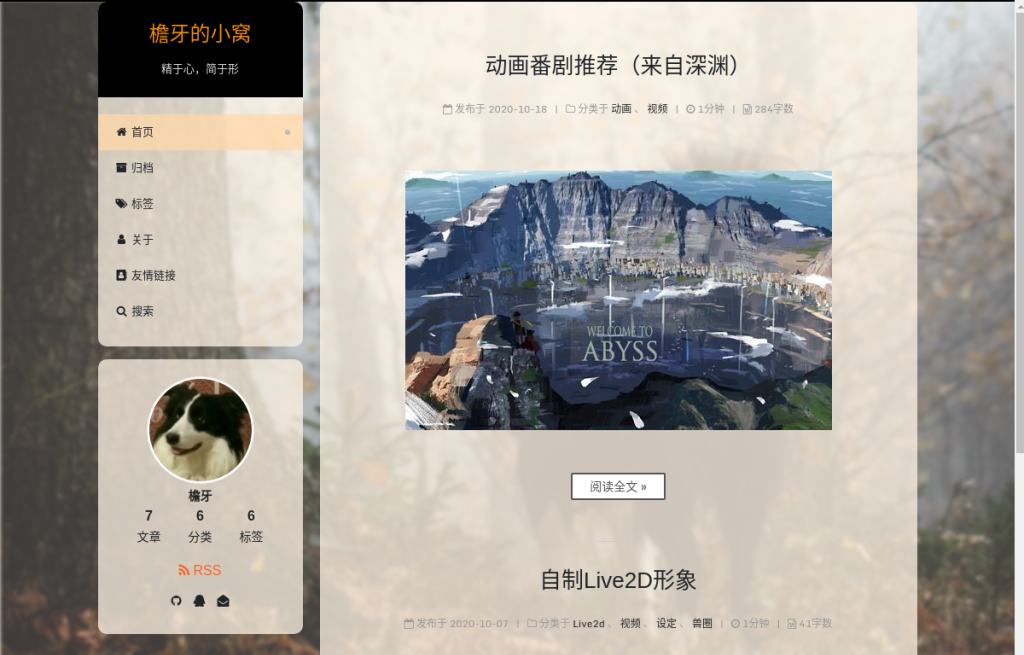 檐牙的小窝
精于心，简于形
首页
归档
标签
关于
友情链接
搜索
檐牙
7 6 6
文章 分类 标签
RSS
动画番剧推荐（来自深渊）
发布于 2020-10-18 | 分类于 动画 、 视频 | 1分钟 | 284字数
WELCOME TO
ABYSS
阅读全文 »
自制Live2D形象
发布于 2020-10-07 | 分类于 Live2d 、 视频 、 设定 、 兽圈 | 1分钟 | 41字数